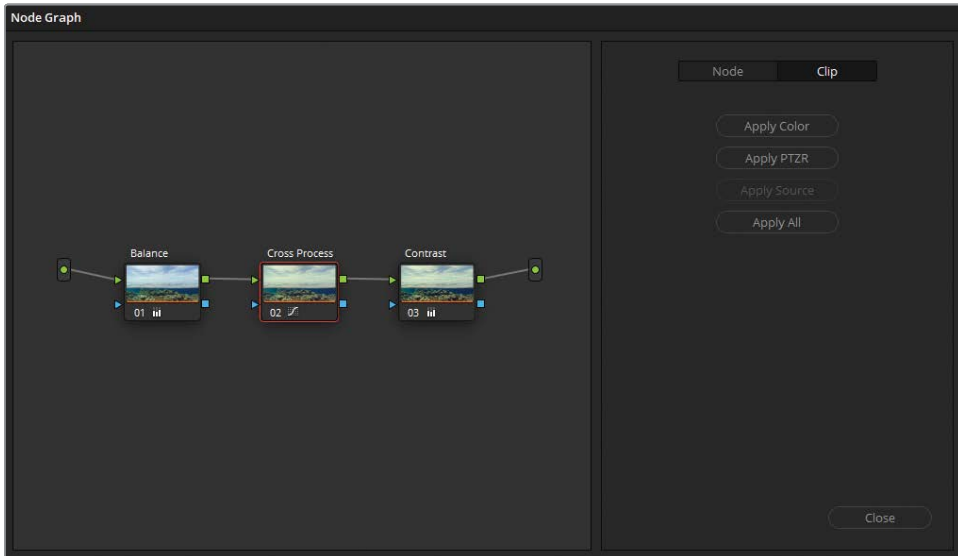 Node Graph
Node Clip
Apply Color
Apply PTZR
Apply Source
Apply All
Balance Cross Process Contrast
01 02 03
Close